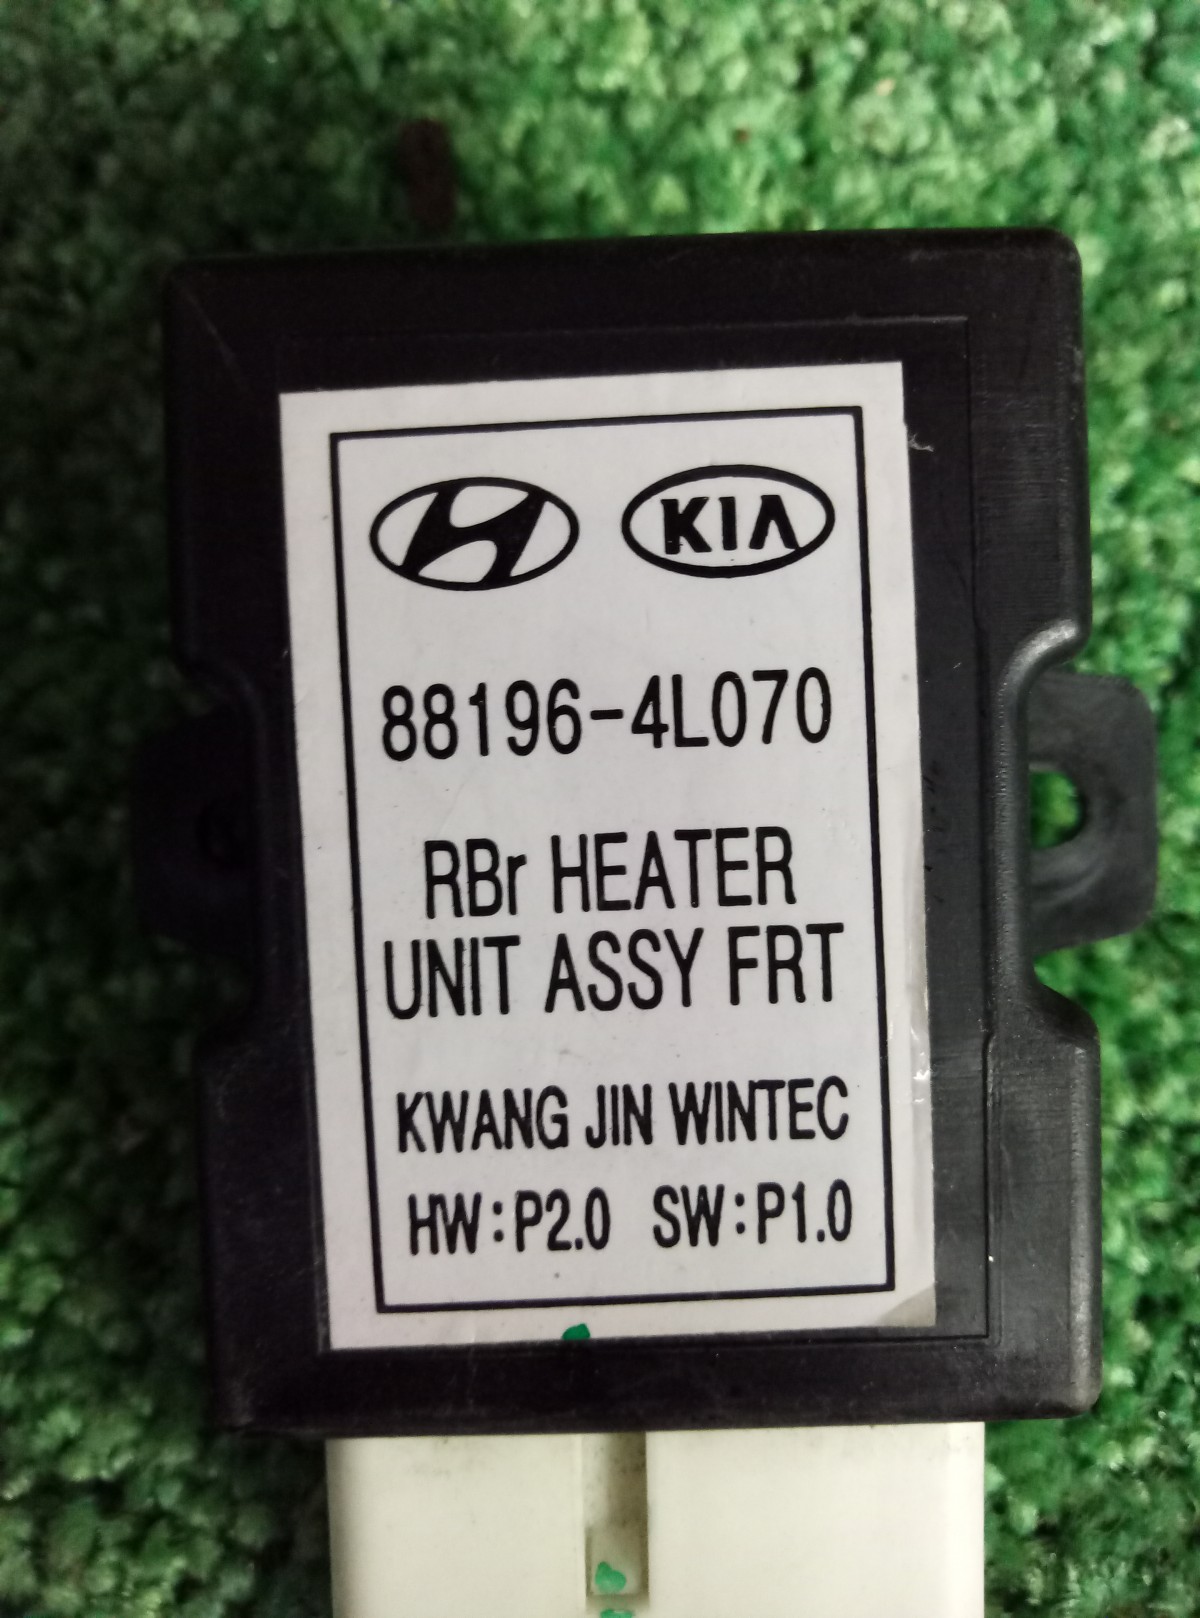 KIA
88196-4L070
RBr HEATER
UNIT ASSY FRT
KWANG JIN WINTEC
HW:P2.0 SW:P1.0